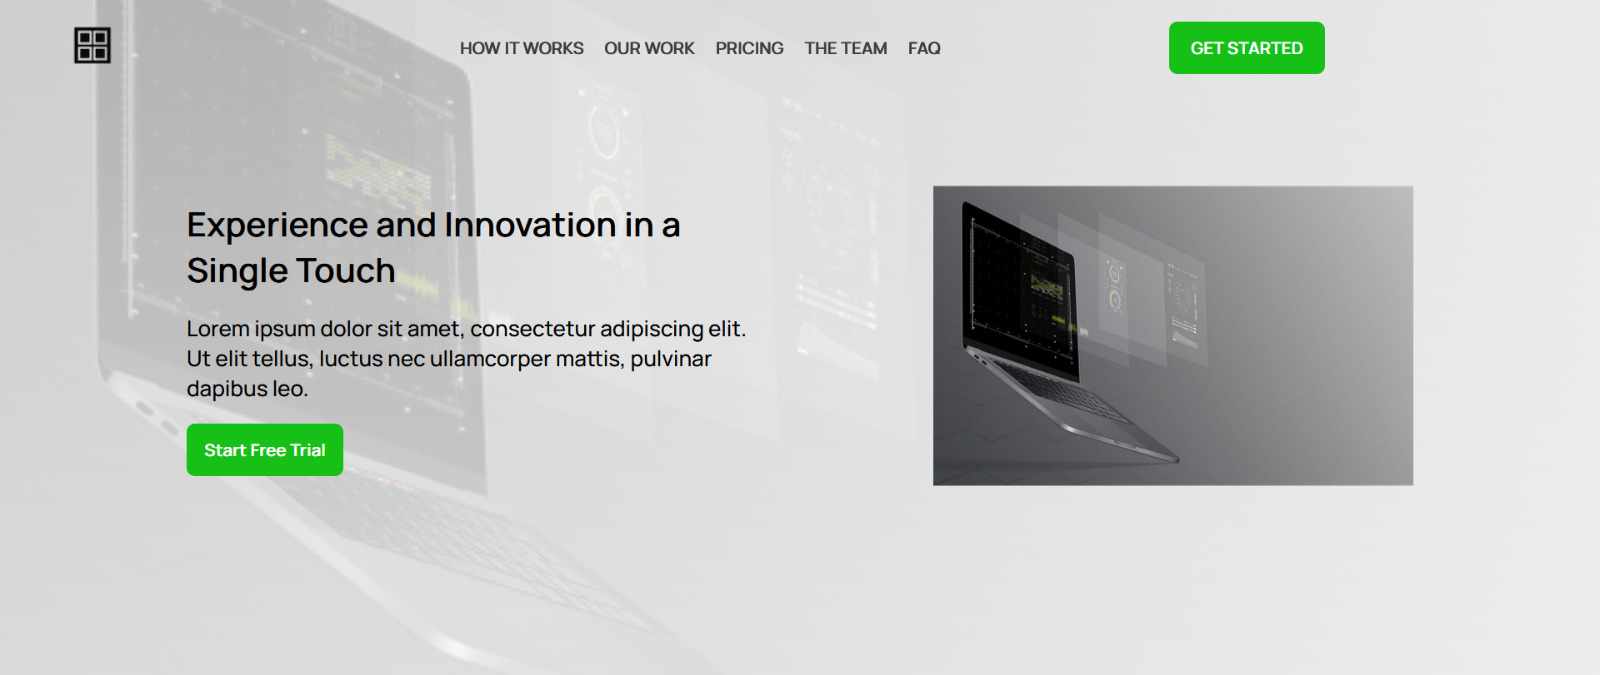 HOW IT WORKS OUR WORK PRICING THE TEAM FAQ GET STARTED
Experience and Innovation in a
Single Touch
Lorem ipsum dolor sit amet, consectetur adipiscing elit.
Ut elit tellus, luctus nec ullamcorper mattis, pulvinar
dapibus leo.
Start Free Trial